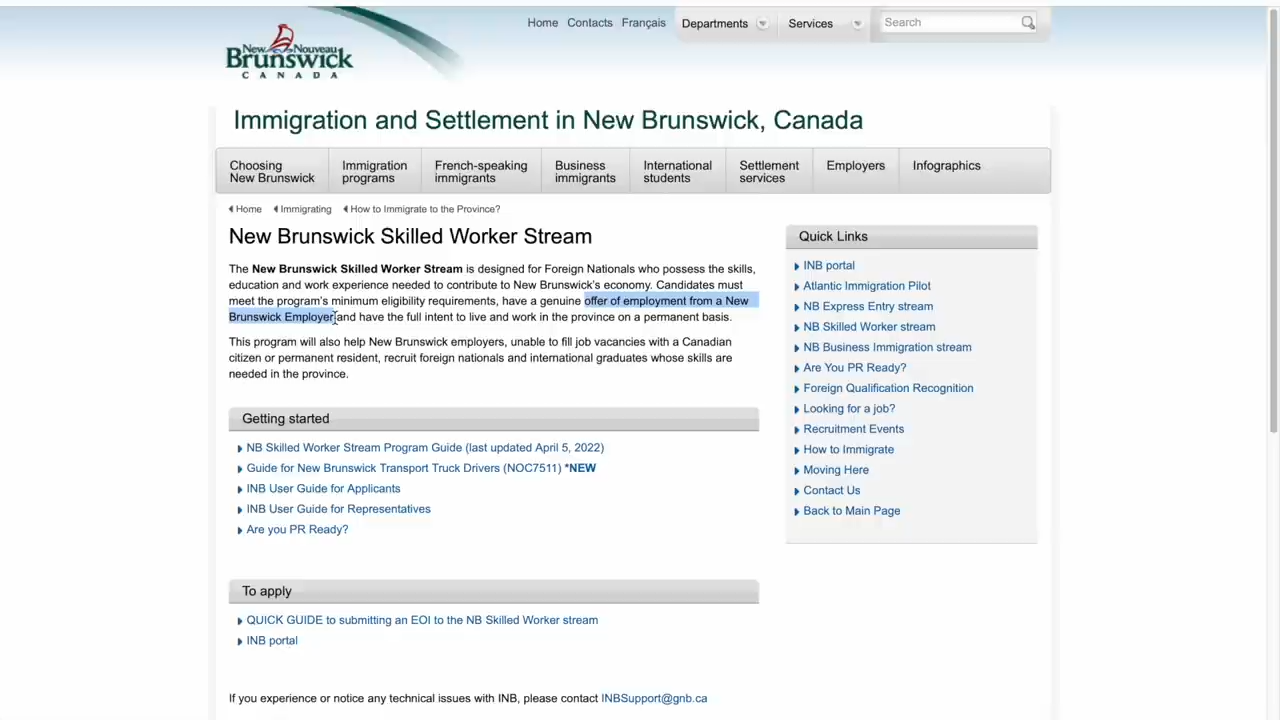 Home Contacts Français Departments Services Search
New Nouveau
Brunswick
CANADA
Immigration and Settlement in New Brunswick, Canada
Choosing New Brunswick
Immigration programs
French-speaking immigrants
Business immigrants
International students
Settlement services
Employers
Infographics
Home Immigrating How to Immigrate to the Province?
New Brunswick Skilled Worker Stream
The New Brunswick Skilled Worker Stream is designed for Foreign Nationals who possess the skills,
education and work experience needed to contribute to New Brunswick's economy. Candidates must
meet the program's minimum eligibility requirements, have a genuine offer of employment from a New
Brunswick Employer and have the full intent to live and work in the province on a permanent basis.
This program will also help New Brunswick employers, unable to fill job vacancies with a Canadian
citizen or permanent resident, recruit foreign nationals and international graduates whose skills are
needed in the province.
Getting started
NB Skilled Worker Stream Program Guide (last updated April 5, 2022)
Guide for New Brunswick Transport Truck Drivers (NOC7511) *NEW
INB User Guide for Applicants
INB User Guide for Representatives
Are you PR Ready?
To apply
QUICK GUIDE to submitting an EOI to the NB Skilled Worker stream
INB portal
If you experience or notice any technical issues with INB, please contact INBSupport@gnb.ca
Quick Links
INB portal
Atlantic Immigration Pilot
NB Express Entry stream
NB Skilled Worker stream
NB Business Immigration stream
Are You PR Ready?
Foreign Qualification Recognition
Looking for a job?
Recruitment Events
How to Immigrate
Moving Here
Contact Us
Back to Main Page